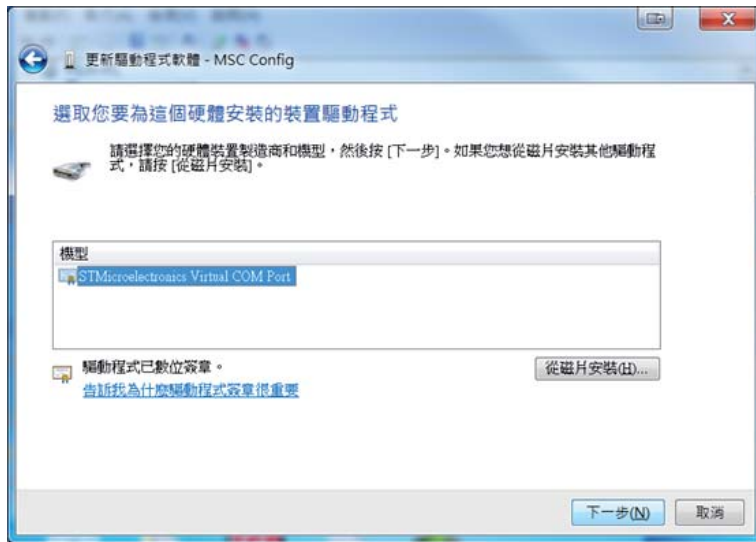 更新驅動程式軟體 - MSC Config
選取您要為這個硬體安裝的裝置驅動程式
請選擇您的硬體裝置製造商和機型，然後按 [下一步]。如果您想從磁片安裝其他驅動程
式，請按 [從磁片安裝]。
機型
STMicroelectronics Virtual COM Port
驅動程式已數位簽章。
從磁片安裝(H)...
告訴我為什麼驅動程式簽章很重要
下一步(N)
取消